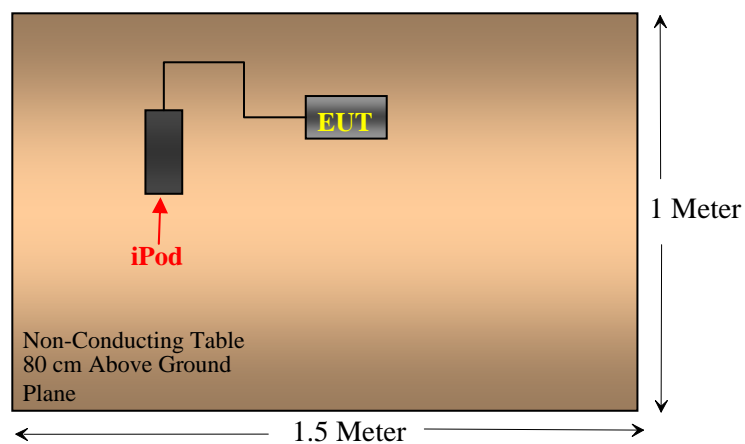 EUT
iPod
1 Meter
Non-Conducting Table
80 cm Above Ground
Plane
1.5 Meter